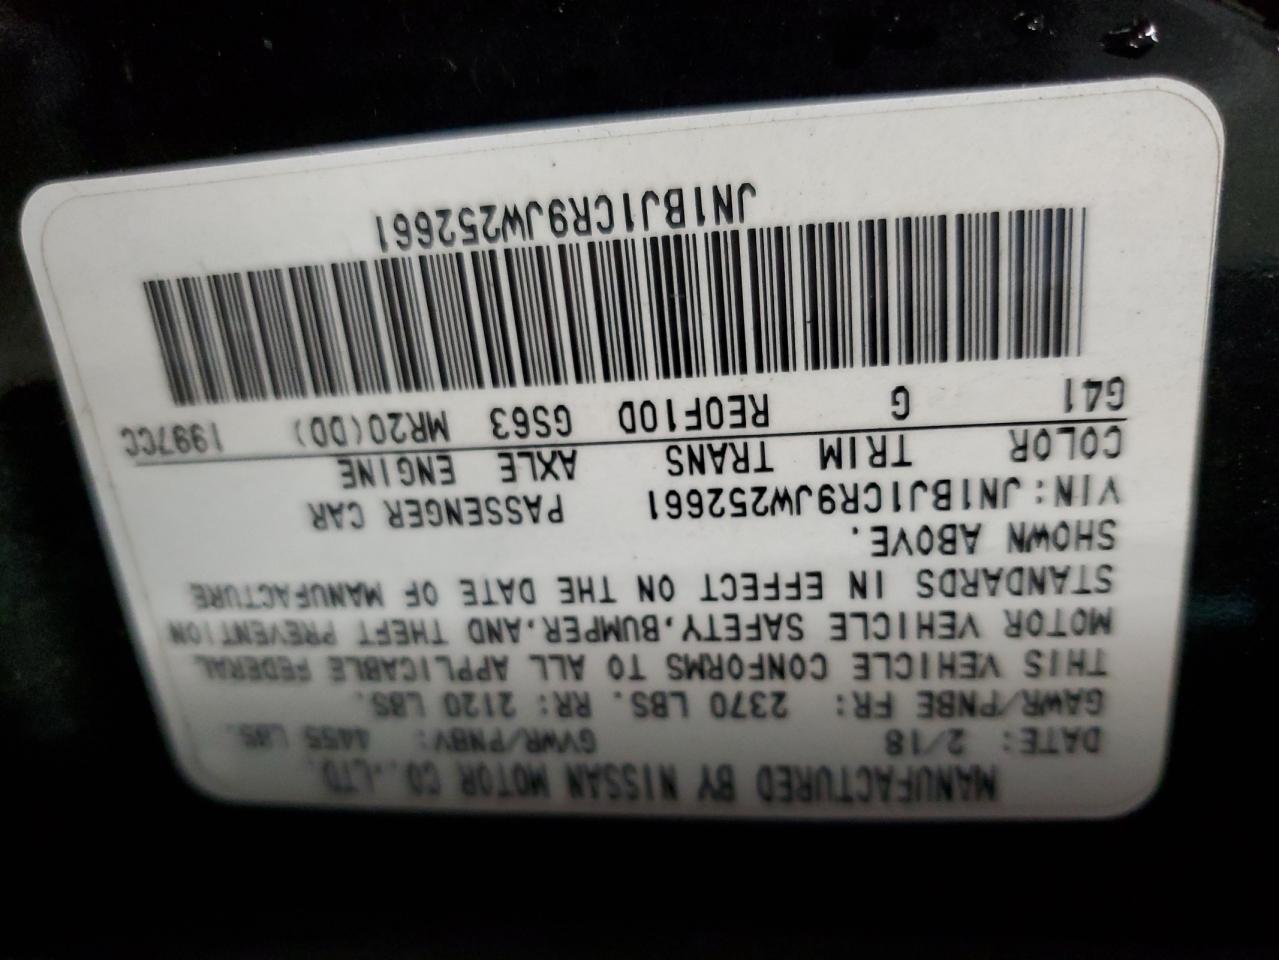 MANUFACTURED BY NISSAN MOTOR CO.,LTD.
DATE: 2/18 GVWR/PNBV: 4455 LBS.
GAWR/PNBE FR: 2370 LBS. RR: 2120 LBS.
THIS VEHICLE CONFORMS TO ALL APPLICABLE FEDERAL
MOTOR VEHICLE SAFETY,BUMPER,AND THEFT PREVENTION
STANDARDS IN EFFECT ON THE DATE OF MANUFACTURE
SHOWN ABOVE.
VIN:JN1BJ1CR9JW252661 PASSENGER CAR
COLOR TRIM TRANS AXLE ENGINE
G41 G RE0F10D GS63 MR20(DD) 1997CC
JN1BJ1CR9JW252661